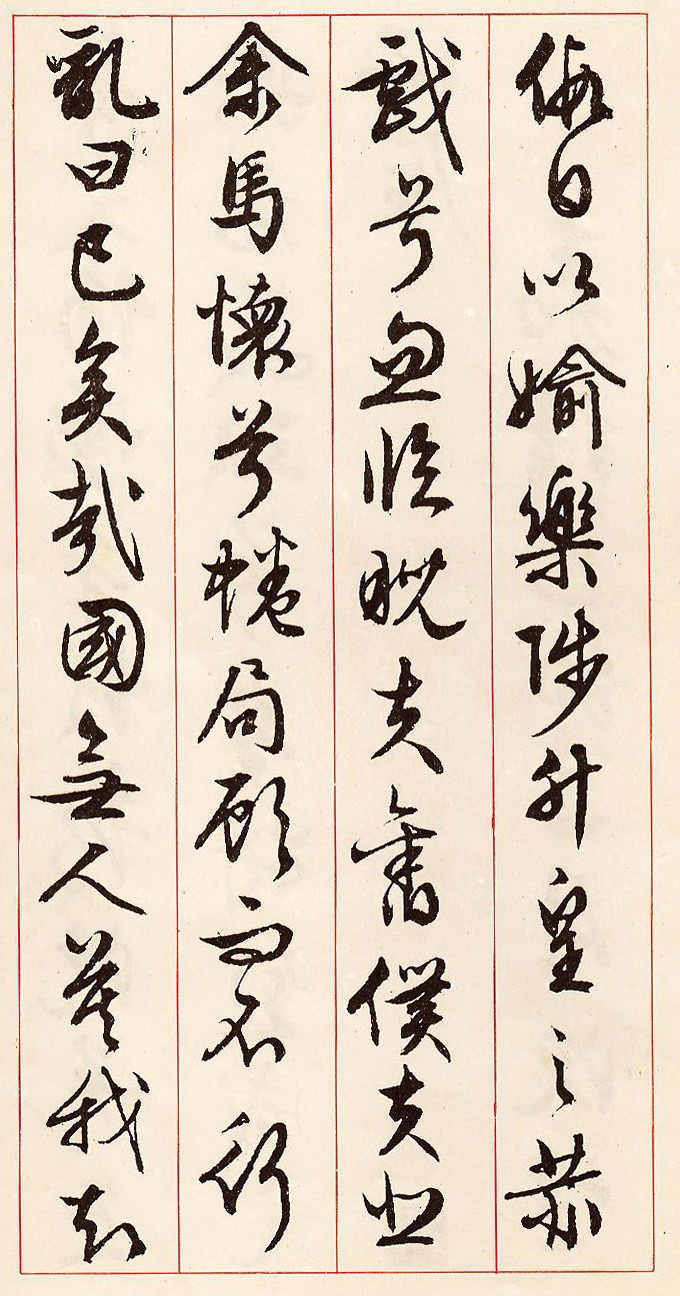 假日以媮樂陟升皇之赫
戲兮忽臨睨夫舊僕夫悲
余馬懷兮蜷局顧而不行
亂曰已矣哉國無人莫我知